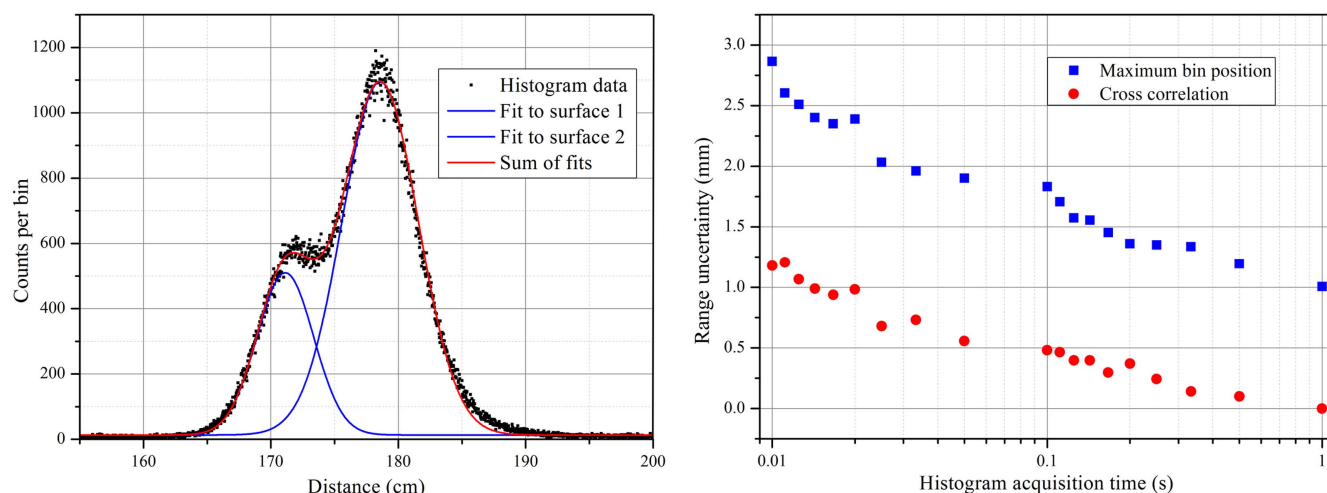 1200
1000
800
600
400
200
0
Counts per bin
160
170
180
190
200
Distance (cm)
Histogram data
Fit to surface 1
Fit to surface 2
Sum of fits
3.0
2.5
2.0
1.5
1.0
0.5
0.0
Range uncertainty (mm)
0.01
0.1
1
Histogram acquisition time (s)
Maximum bin position
Cross correlation